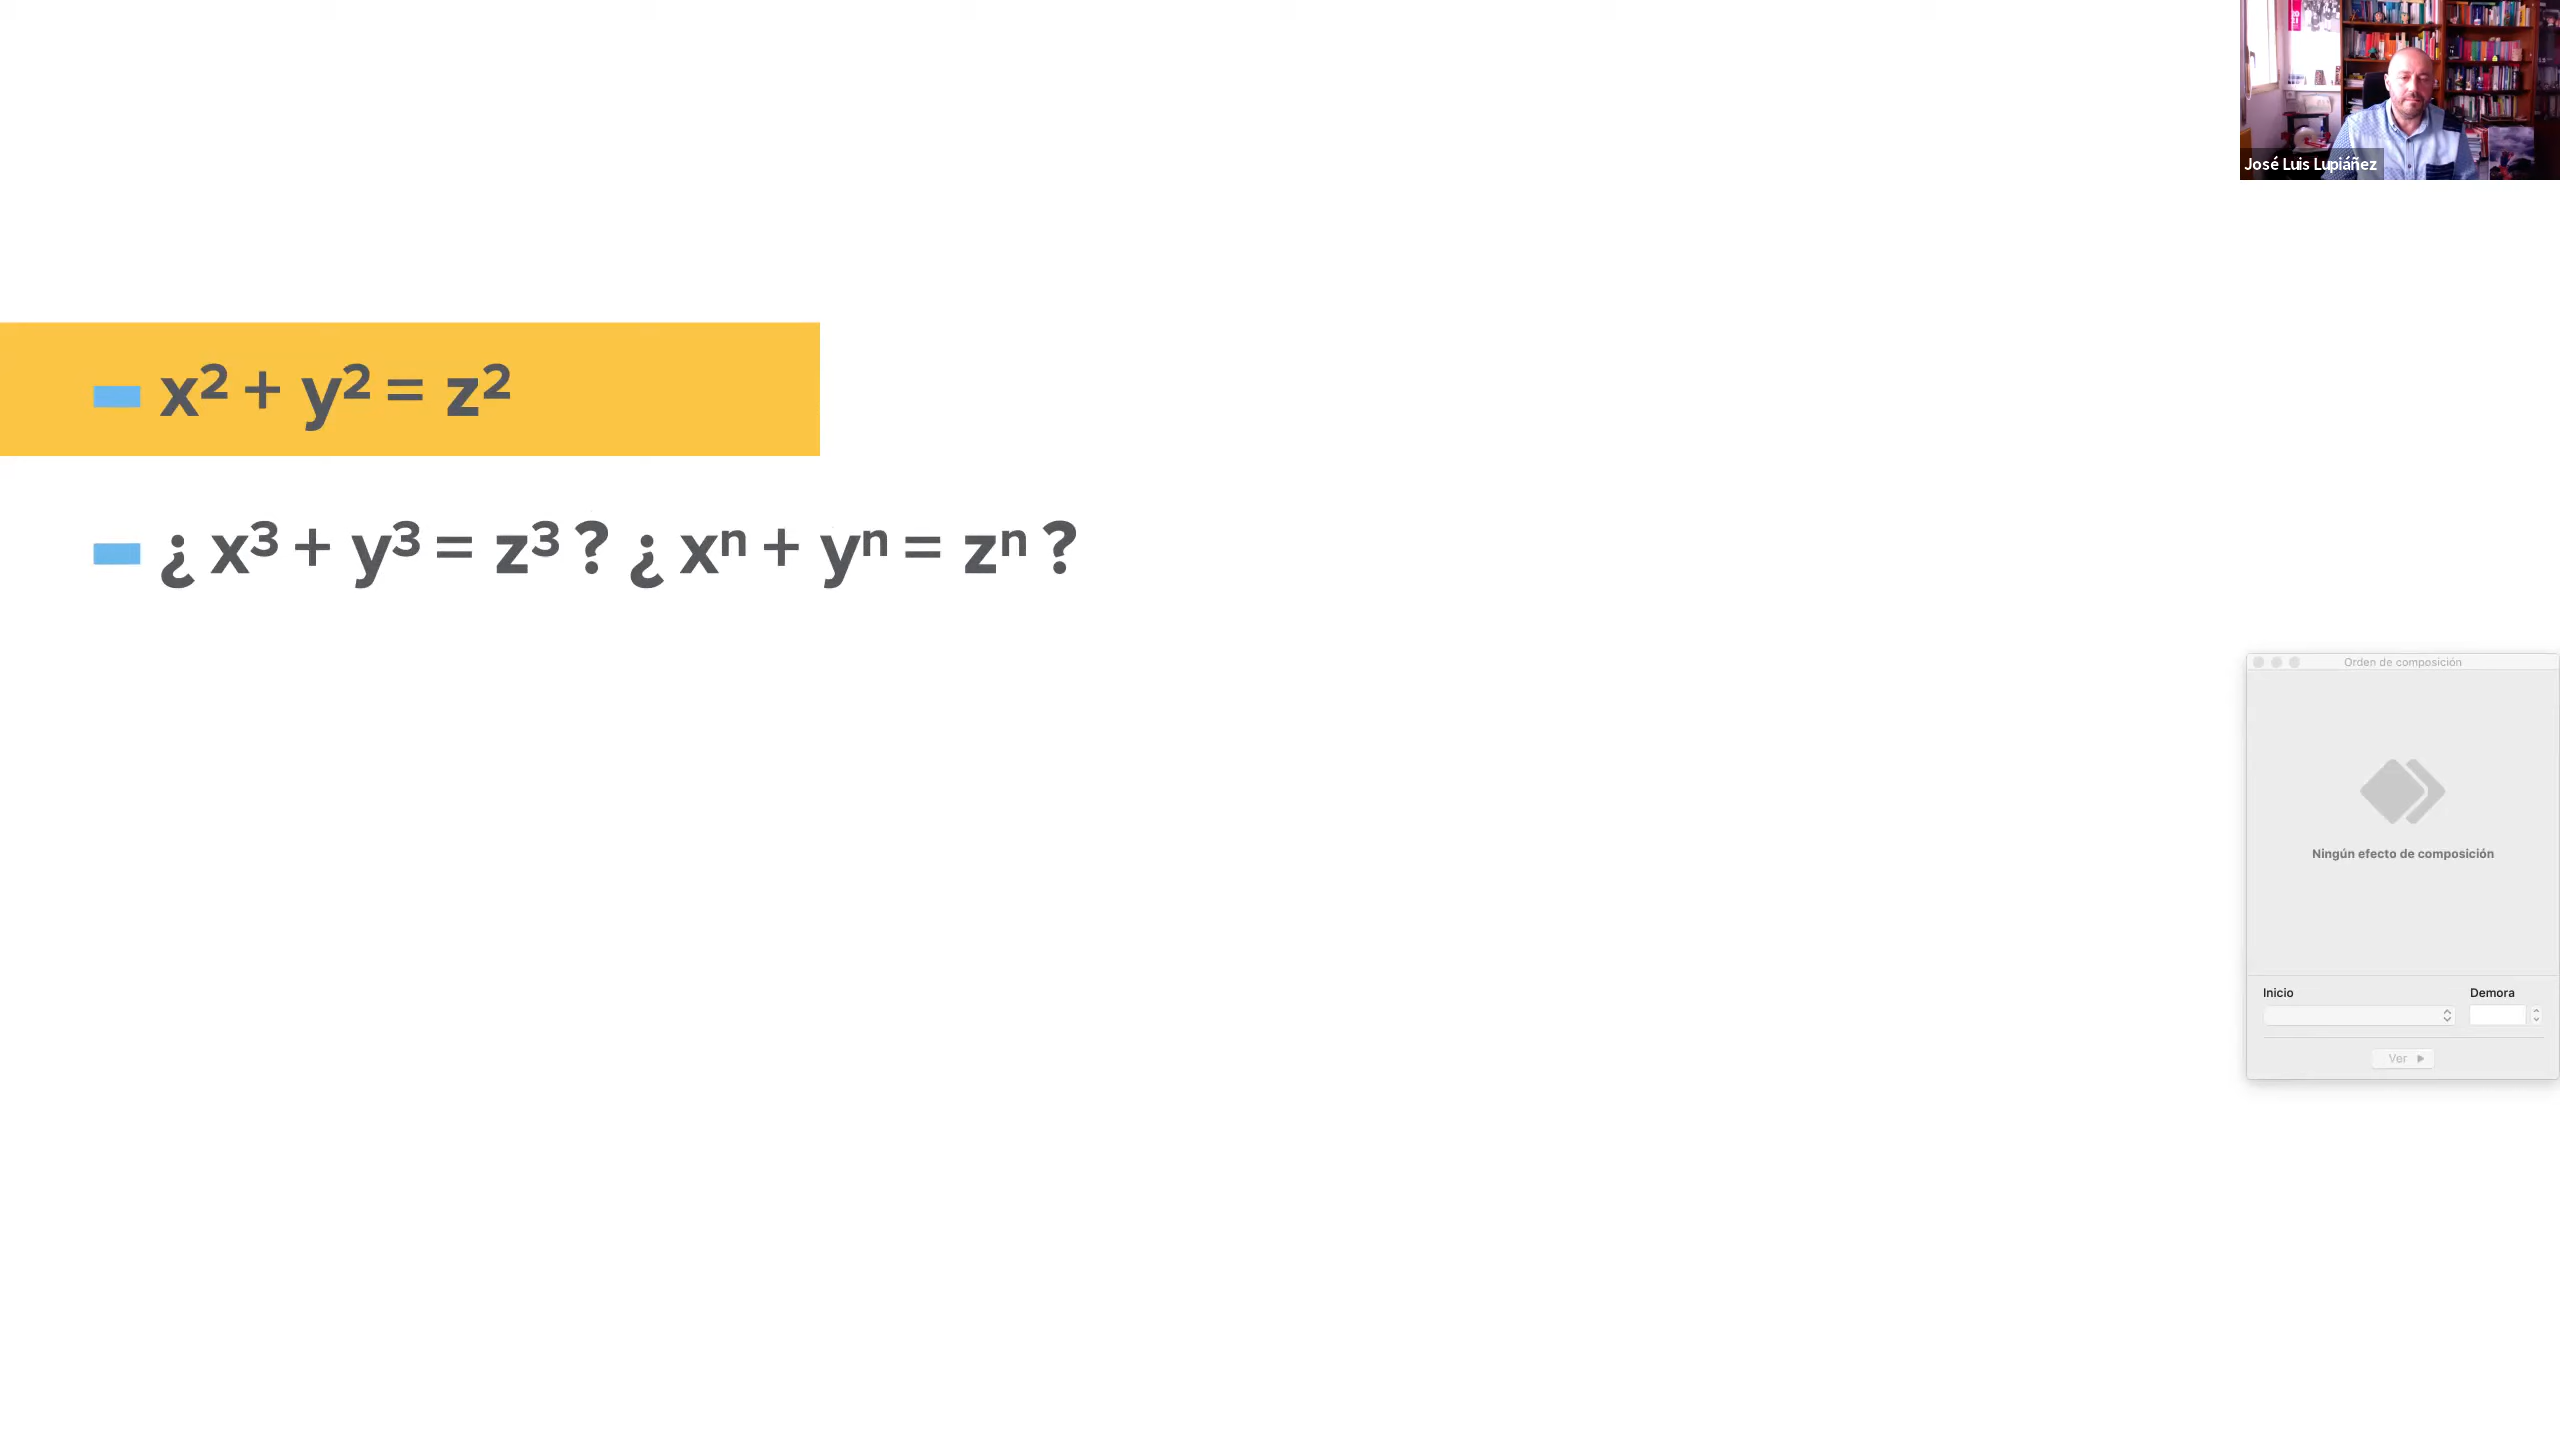 José Luis Lupiáñez
x² + y² = z²
¿ x³ + y³ = z³ ? ¿ xⁿ + yⁿ = zⁿ ?
Orden de composición
Ningún efecto de composición
Inicio Demora
Ver